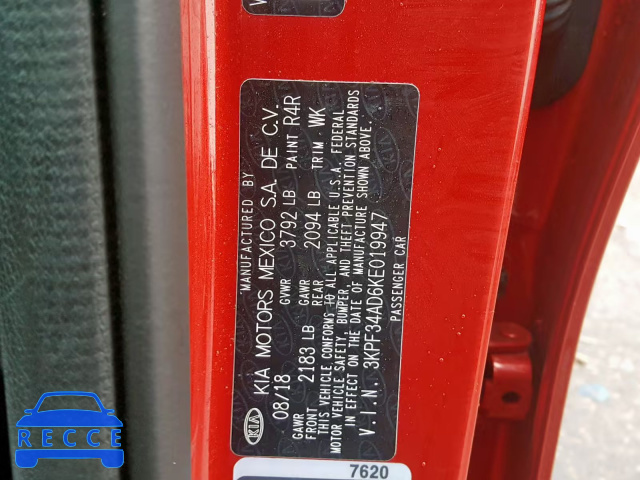 MANUFACTURED BY
KIA MOTORS MEXICO S.A. DE C.V.
08/18 GVWR 3792 LB PAINT R4R
GAWR FRONT 2183 LB GAWR REAR 2094 LB TRIM WK
THIS VEHICLE CONFORMS TO ALL APPLICABLE U.S.A. FEDERAL
MOTOR VEHICLE SAFETY, BUMPER, AND THEFT PREVENTION STANDARDS
IN EFFECT ON THE DATE OF MANUFACTURE SHOWN ABOVE.
V.I.N. 3KPF34AD6KE019947
PASSENGER CAR
KIA
7620
RECCE